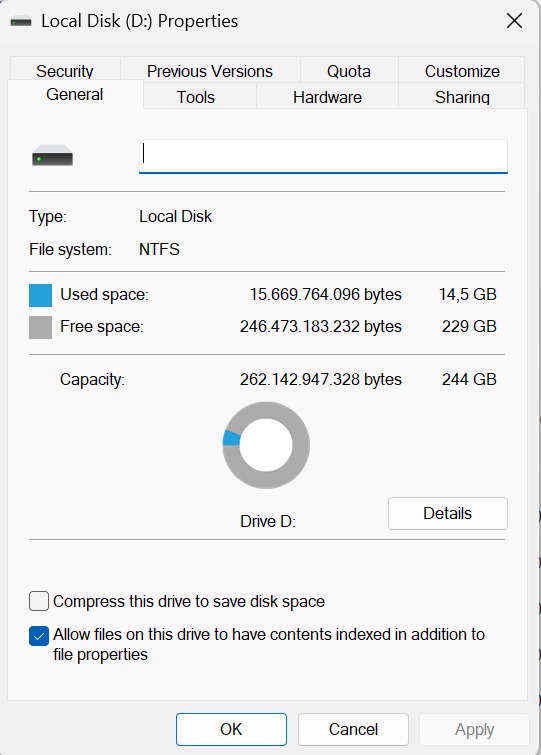 Local Disk (D:) Properties
Security Previous Versions Quota Customize
General Tools Hardware Sharing
Type: Local Disk
File system: NTFS
Used space: 15.669.764.096 bytes 14,5 GB
Free space: 246.473.183.232 bytes 229 GB
Capacity: 262.142.947.328 bytes 244 GB
Drive D:
Details
Compress this drive to save disk space
Allow files on this drive to have contents indexed in addition to
file properties
OK Cancel Apply